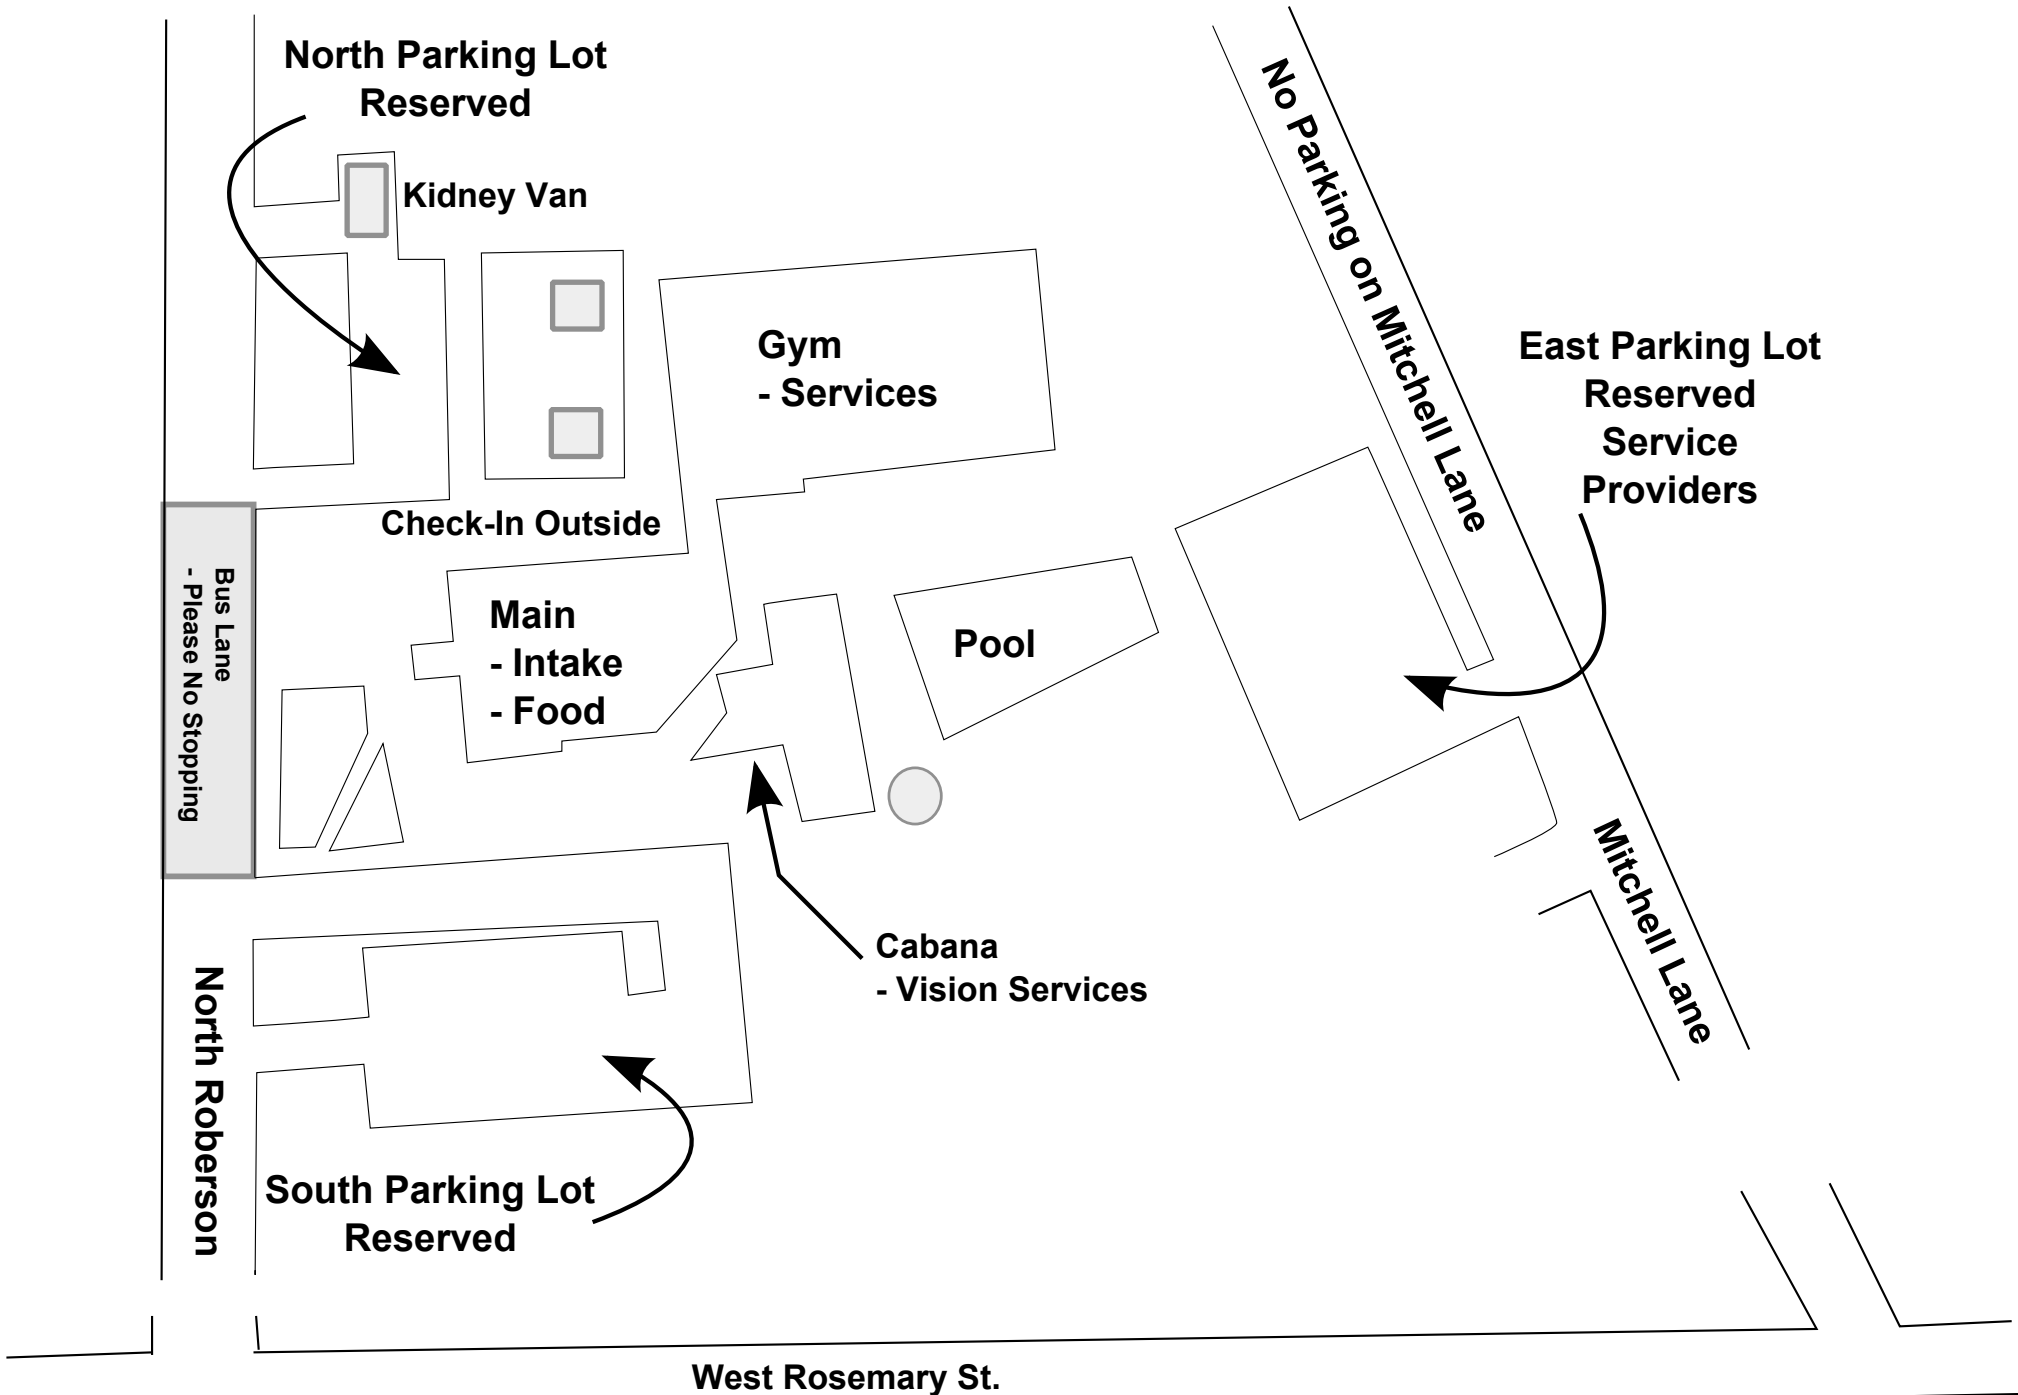 North Parking Lot
Reserved
Kidney Van
No Parking on Mitchell Lane
Gym
- Services
East Parking Lot
Reserved
Service
Providers
Check-In Outside
Bus Lane
- Please No Stopping
Main
- Intake
- Food
Pool
Mitchell Lane
Cabana
- Vision Services
North Roberson
South Parking Lot
Reserved
West Rosemary St.